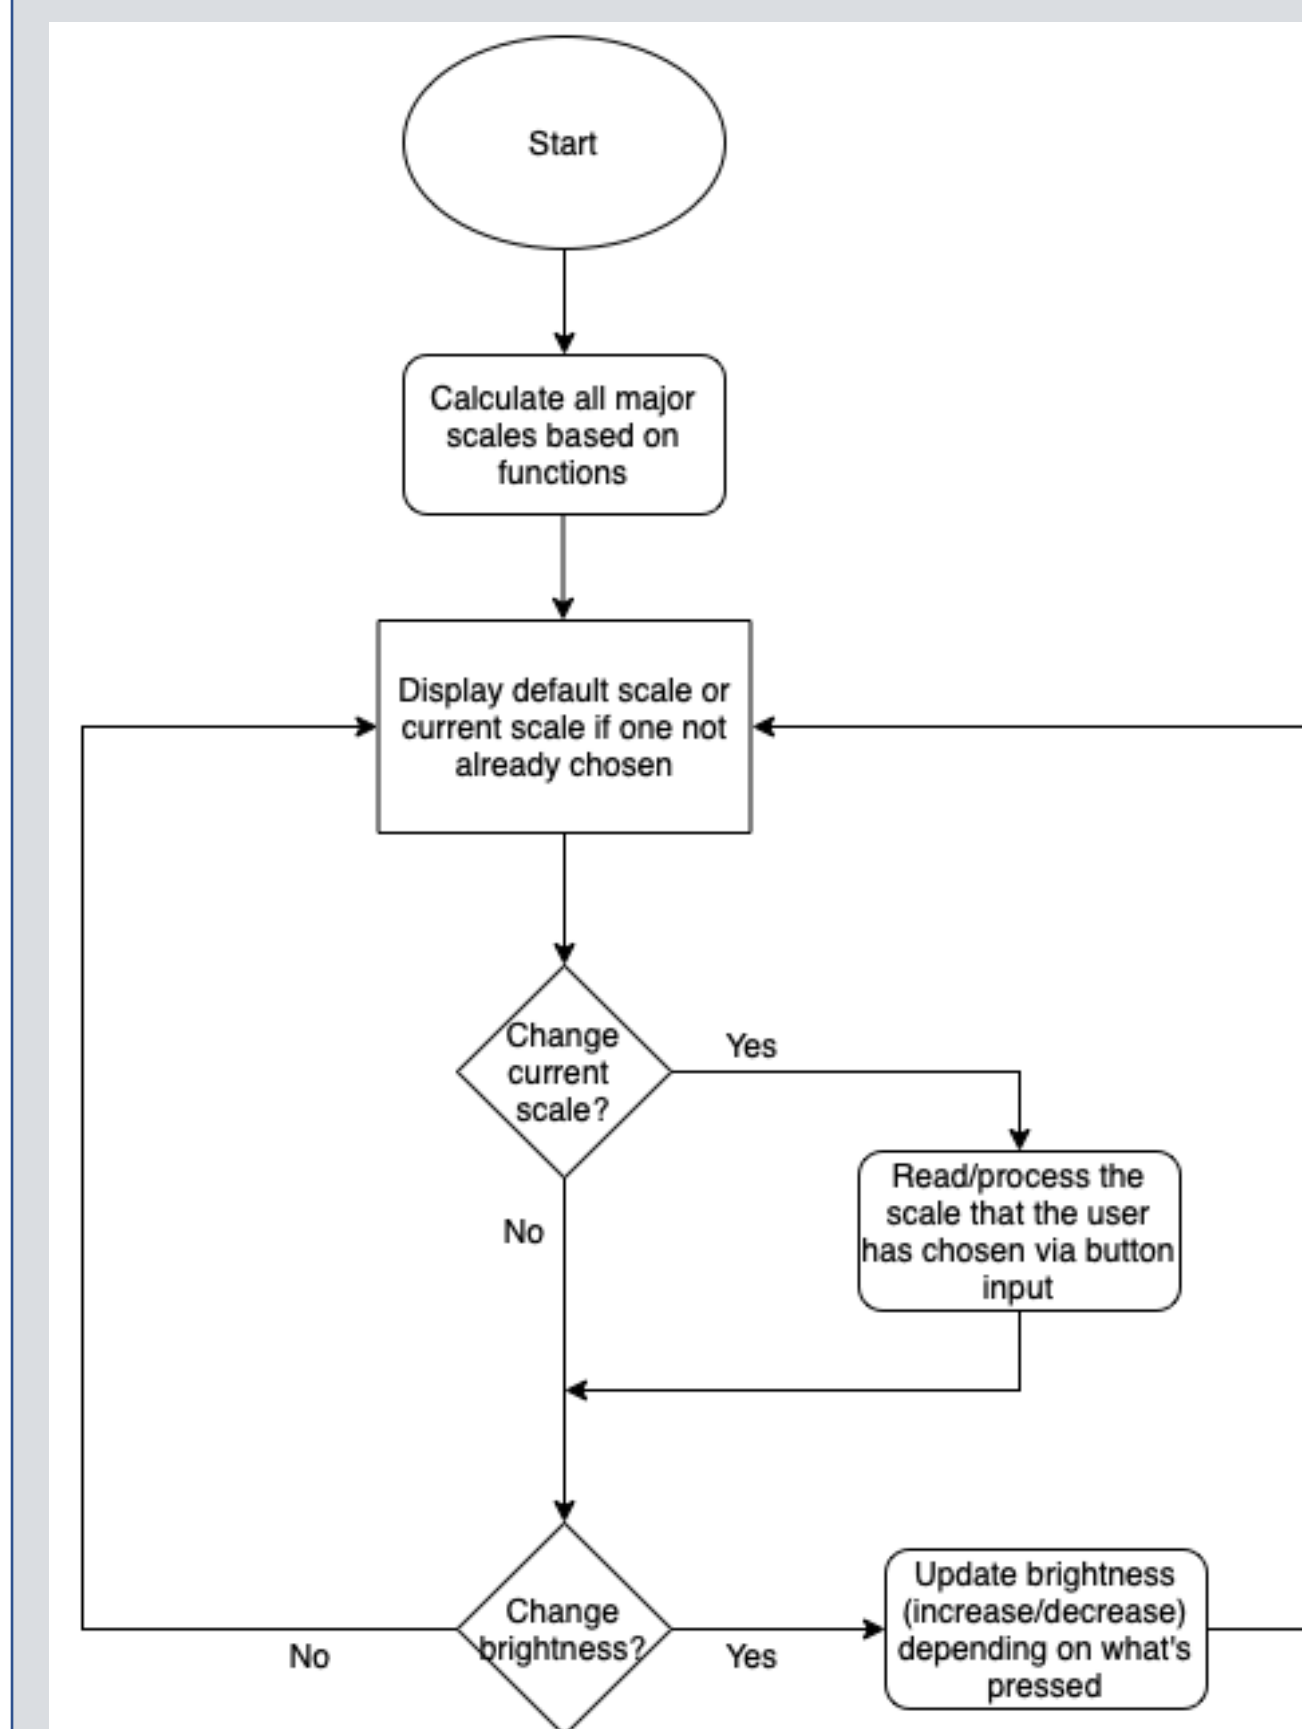 Start
Calculate all major
scales based on
functions
Display default scale or
current scale if one not
already chosen
Change
current
scale?
Yes
Read/process the
scale that the user
has chosen via button
input
No
Change
brightness?
No
Yes
Update brightness
(increase/decrease)
depending on what's
pressed